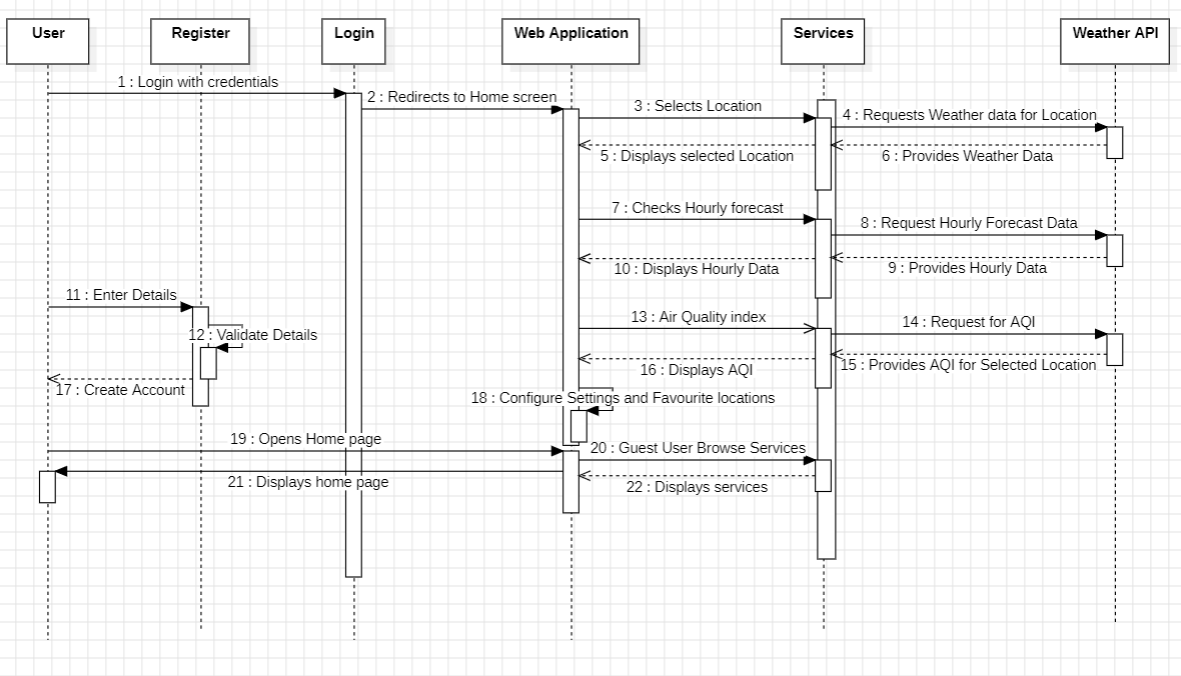 User
Register
Login
Web Application
Services
Weather API
1 : Login with credentials
2 : Redirects to Home screen
3 : Selects Location
4 : Requests Weather data for Location
5 : Displays selected Location
6 : Provides Weather Data
7 : Checks Hourly forecast
8 : Request Hourly Forecast Data
10 : Displays Hourly Data
9 : Provides Hourly Data
11 : Enter Details
12 : Validate Details
13 : Air Quality index
14 : Request for AQI
15 : Provides AQI for Selected Location
16 : Displays AQI
17 : Create Account
18 : Configure Settings and Favourite locations
19 : Opens Home page
20 : Guest User Browse Services
21 : Displays home page
22 : Displays services